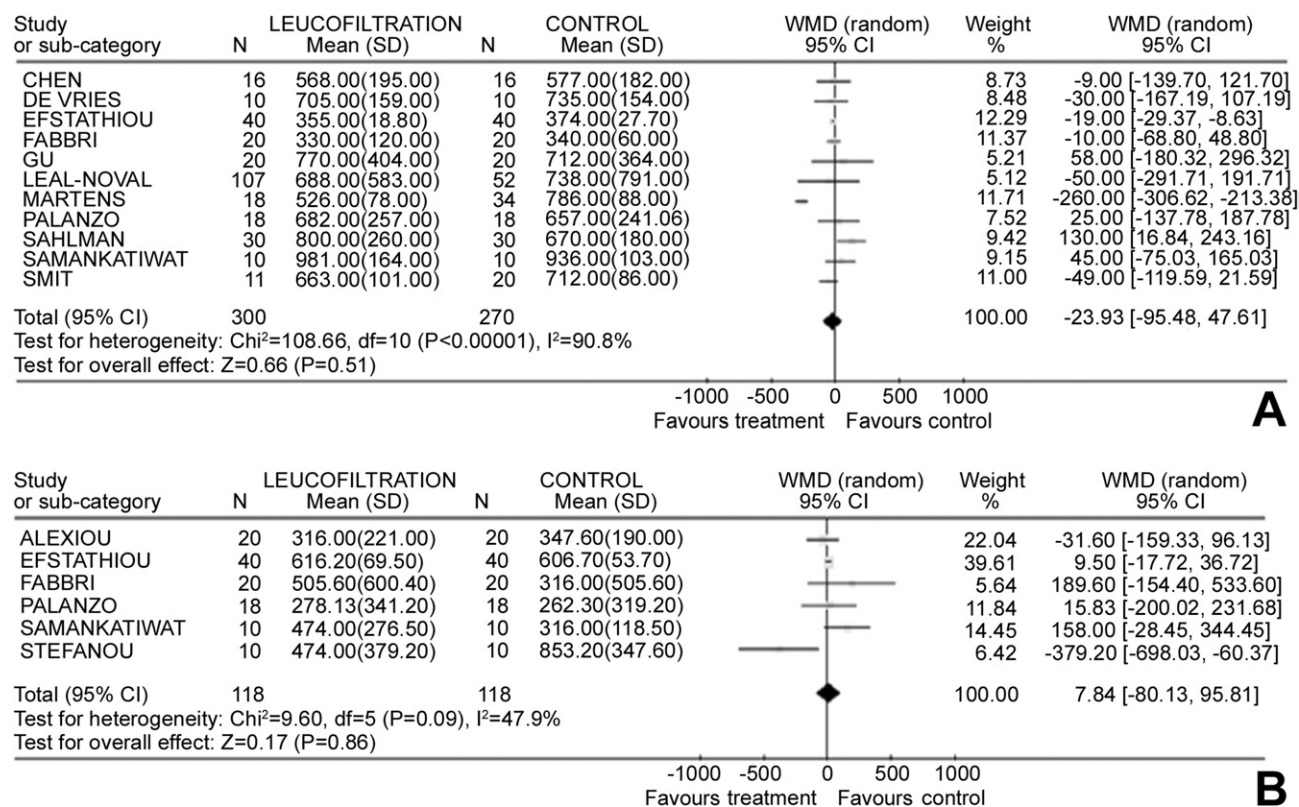 Study LEUCOFILTRATION CONTROL WMD (random) Weight WMD (random)
or sub-category N Mean (SD) N Mean (SD) 95% CI % 95% CI
CHEN 16 568.00(195.00) 16 577.00(182.00) 8.73 -9.00 [-139.70, 121.70]
DE VRIES 10 705.00(159.00) 10 735.00(154.00) 8.48 -30.00 [-167.19, 107.19]
EFSTATHIOU 40 355.00(18.80) 40 374.00(27.70) 12.29 -19.00 [-29.37, -8.63]
FABBRI 20 330.00(120.00) 20 340.00(60.00) 11.37 -10.00 [-68.80, 48.80]
GU 20 770.00(404.00) 20 712.00(364.00) 5.21 58.00 [-180.32, 296.32]
LEAL-NOVAL 107 688.00(583.00) 52 738.00(791.00) 5.12 -50.00 [-291.71, 191.71]
MARTENS 18 526.00(78.00) 34 786.00(88.00) 11.71 -260.00 [-306.62, -213.38]
PALANZO 18 682.00(257.00) 18 657.00(241.06) 7.52 25.00 [-137.78, 187.78]
SAHLMAN 30 800.00(260.00) 30 670.00(180.00) 9.42 130.00 [16.84, 243.16]
SAMANKATIWAT 10 981.00(164.00) 10 936.00(103.00) 9.15 45.00 [-75.03, 165.03]
SMIT 11 663.00(101.00) 20 712.00(86.00) 11.00 -49.00 [-119.59, 21.59]
Total (95% CI) 300 270 100.00 -23.93 [-95.48, 47.61]
Test for heterogeneity: Chi²=108.66, df=10 (P<0.00001), I²=90.8%
Test for overall effect: Z=0.66 (P=0.51)
-1000 -500 0 500 1000
Favours treatment Favours control
A
Study LEUCOFILTRATION CONTROL WMD (random) Weight WMD (random)
or sub-category N Mean (SD) N Mean (SD) 95% CI % 95% CI
ALEXIOU 20 316.00(221.00) 20 347.60(190.00) 22.04 -31.60 [-159.33, 96.13]
EFSTATHIOU 40 616.20(69.50) 40 606.70(53.70) 39.61 9.50 [-17.72, 36.72]
FABBRI 20 505.60(600.40) 20 316.00(505.60) 5.64 189.60 [-154.40, 533.60]
PALANZO 18 278.13(341.20) 18 262.30(319.20) 11.84 15.83 [-200.02, 231.68]
SAMANKATIWAT 10 474.00(276.50) 10 316.00(118.50) 14.45 158.00 [-28.45, 344.45]
STEFANOU 10 474.00(379.20) 10 853.20(347.60) 6.42 -379.20 [-698.03, -60.37]
Total (95% CI) 118 118 100.00 7.84 [-80.13, 95.81]
Test for heterogeneity: Chi²=9.60, df=5 (P=0.09), I²=47.9%
Test for overall effect: Z=0.17 (P=0.86)
-1000 -500 0 500 1000
Favours treatment Favours control
B